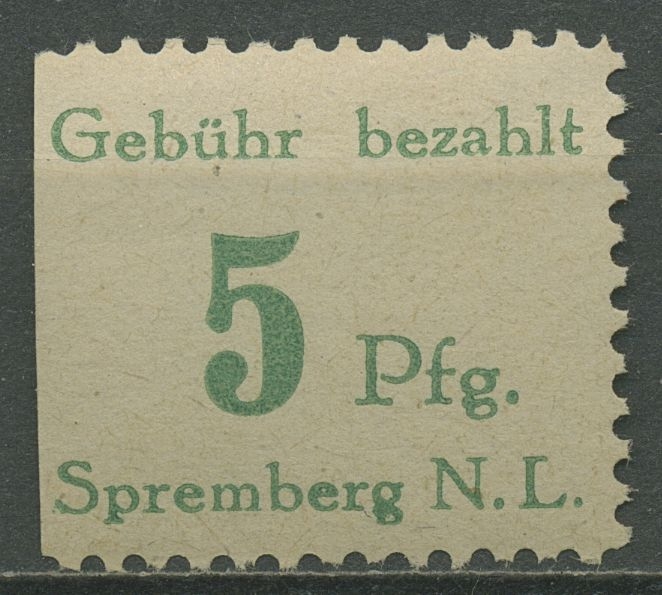 Gebühr bezahlt
5 Pfg.
Spremberg N. L.